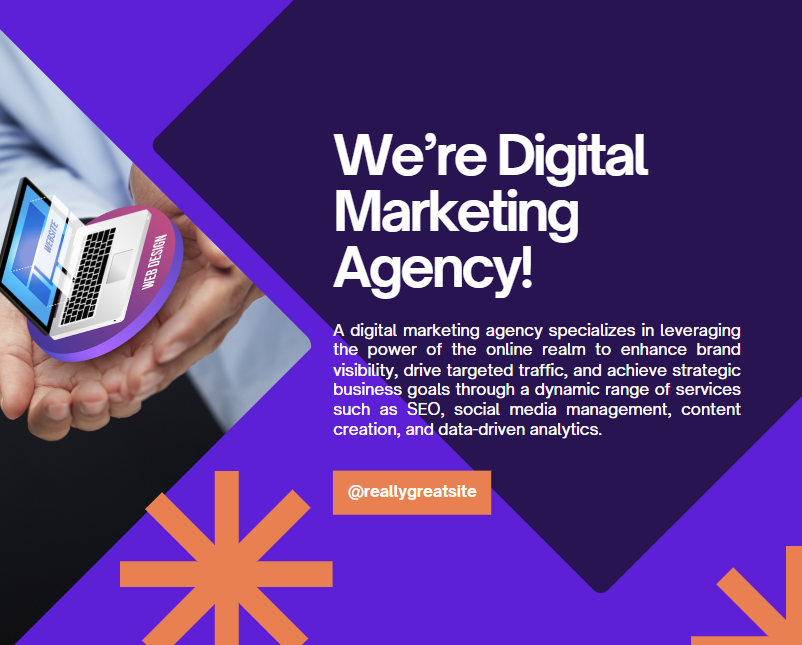 We’re Digital
Marketing
Agency!
A digital marketing agency specializes in leveraging
the power of the online realm to enhance brand
visibility, drive targeted traffic, and achieve strategic
business goals through a dynamic range of services
such as SEO, social media management, content
creation, and data-driven analytics.
@reallygreatsite
WEBSITE
WEB DESIGN